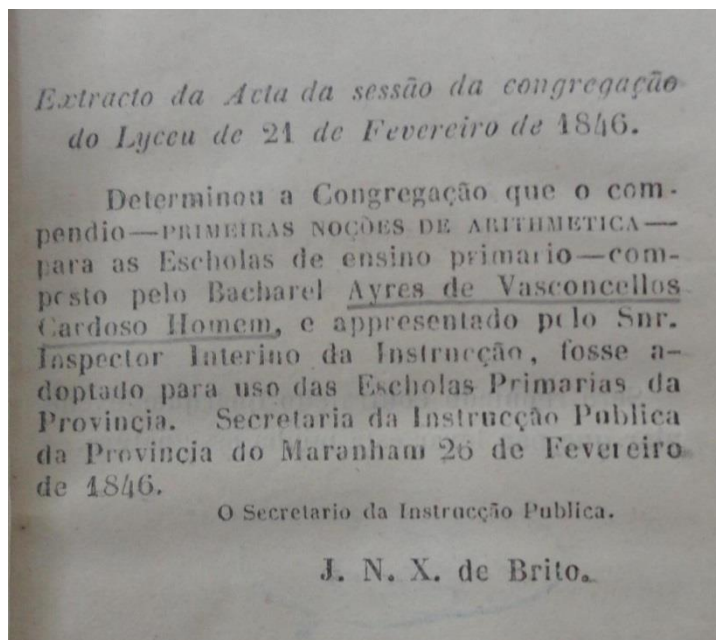 Extracto da Acta da sessão da congregação
do Lyceu de 21 de Fevereiro de 1846.
Determinou a Congregação que o com-
pendio—PRIMEIRAS NOÇÕES DE ARITHMETICA—
para as Escholas de ensino primario—com-
posto pelo Bacharel Ayres de Vasconcellos
Cardoso Homem, e appresentado pelo Snr.
Inspector Interino da Instrucção, fosse a-
doptado para uso das Escholas Primarias da
Provincia. Secretaria da Instrucção Publica
da Provincia do Maranham 26 de Fevereiro
de 1846.
O Secretario da Instrucção Publica.
J. N. X. de Brito.